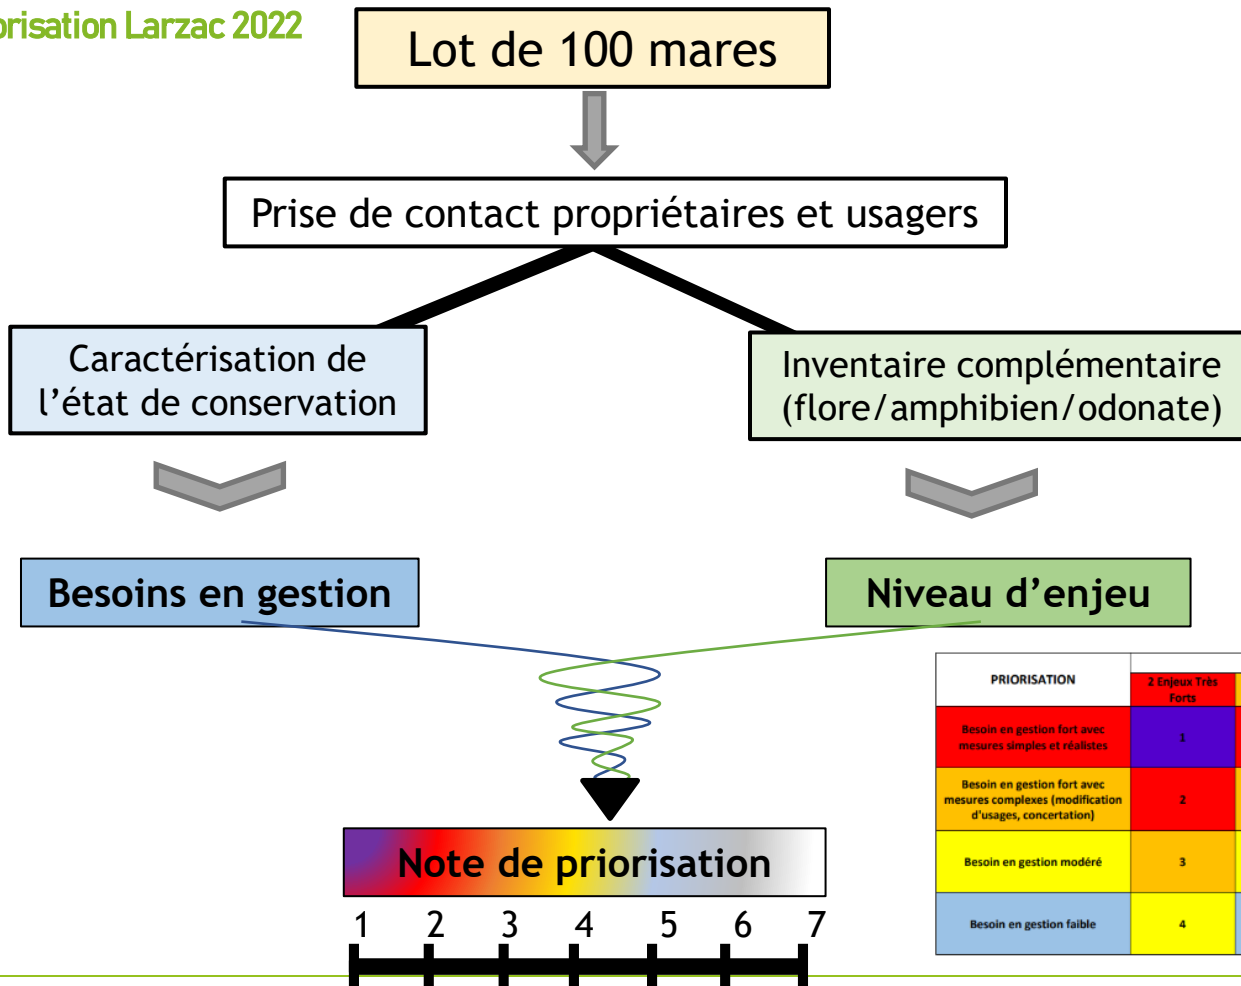 orisation Larzac 2022
Lot de 100 mares
Prise de contact propriétaires et usagers
Caractérisation de
l'état de conservation
Inventaire complémentaire
(flore/amphibien/odonate)
Besoins en gestion
Niveau d'enjeu
PRIORISATION
2 Enjeux Très
Forts
Besoin en gestion fort avec
mesures simples et réalistes
1
Besoin en gestion fort avec
mesures complexes (modification
d'usages, concertation)
2
Besoin en gestion modéré
3
Besoin en gestion faible
4
Note de priorisation
1 2 3 4 5 6 7